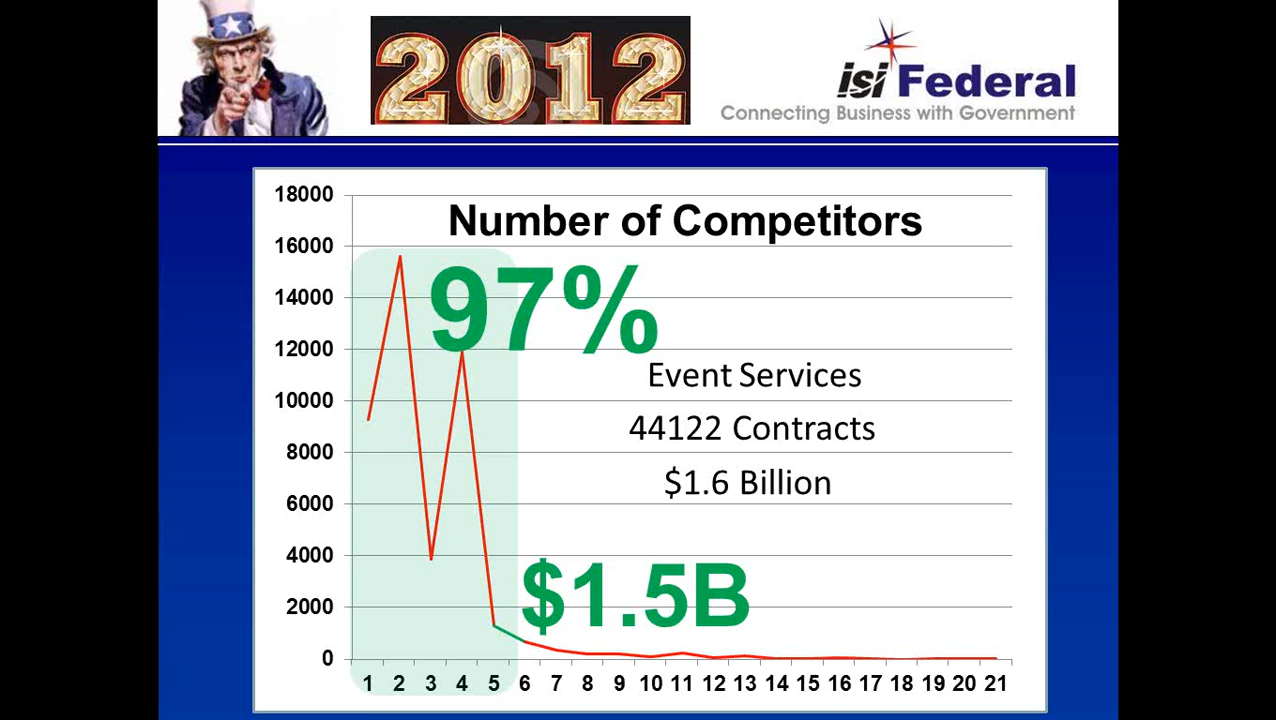 2012
isi Federal
Connecting Business with Government
Number of Competitors
97%
Event Services
44122 Contracts
$1.6 Billion
$1.5B
18000
16000
14000
12000
10000
8000
6000
4000
2000
0
1 2 3 4 5 6 7 8 9 10 11 12 13 14 15 16 17 18 19 20 21